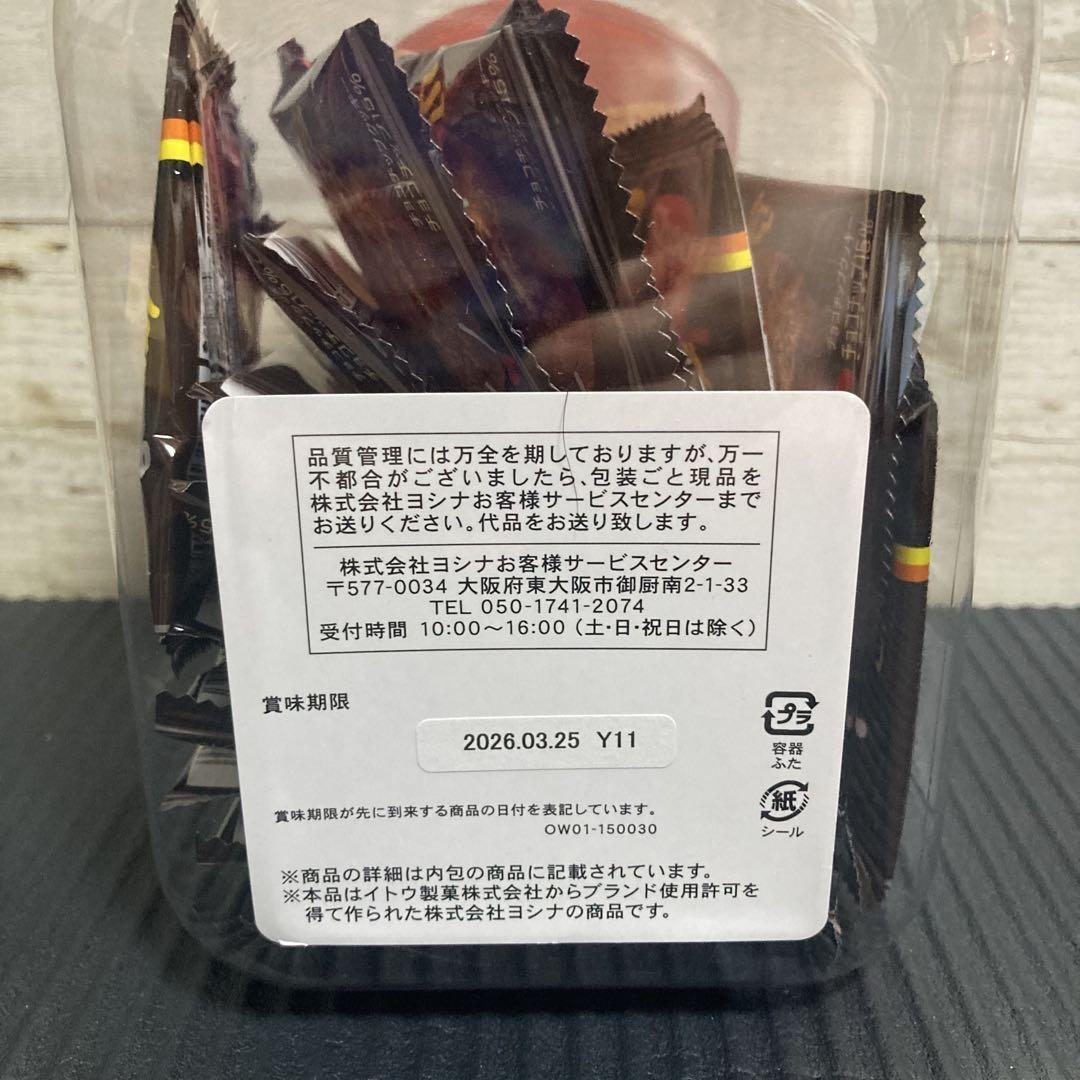 チョコチップ15%
品質管理には万全を期しておりますが、万一
不都合がございましたら、包装ごと現品を
株式会社ヨシナお客様サービスセンターまで
お送りください。代品をお送り致します。
株式会社ヨシナお客様サービスセンター
〒577-0034 大阪府東大阪市御厨南2-1-33
TEL 050-1741-2074
受付時間 10:00～16:00（土・日・祝日は除く）
賞味期限
2026.03.25 Y11
プラ
容器
ふた
紙
シール
賞味期限が先に到来する商品の日付を表記しています。
OW01-150030
※商品の詳細は内包の商品に記載されています。
※本品はイトウ製菓株式会社からブランド使用許可を
得て作られた株式会社ヨシナの商品です。